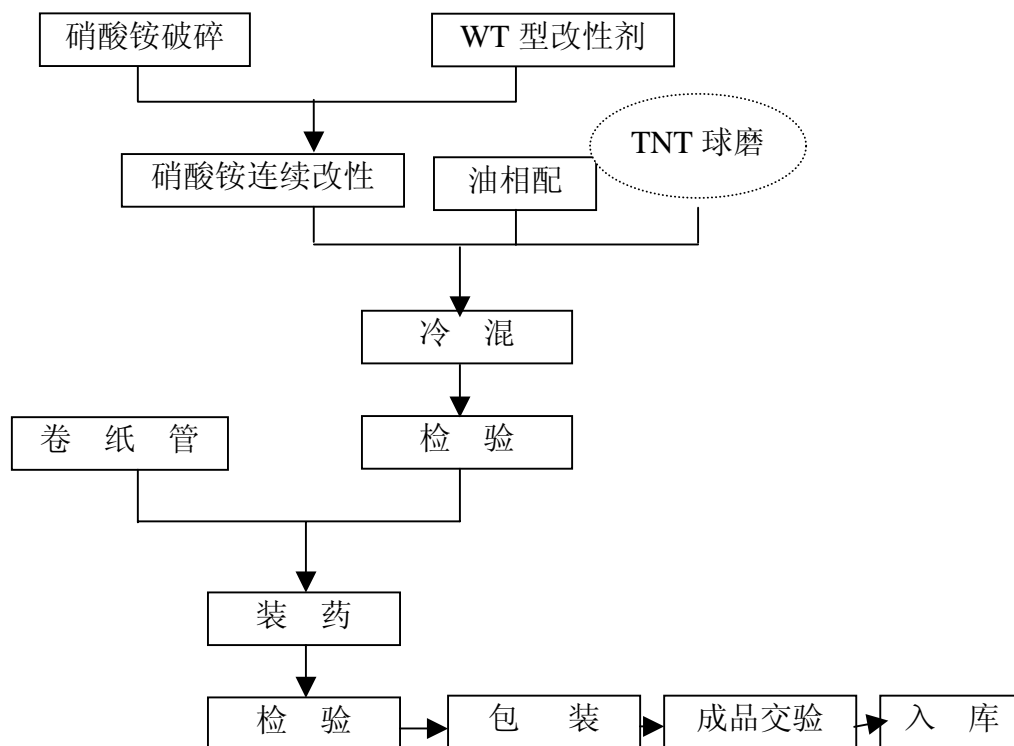 硝酸铵破碎
WT 型改性剂
TNT 球磨
硝酸铵连续改性
油相配
冷 混
卷 纸 管
检 验
装 药
检 验
包 装
成品交验
入 库